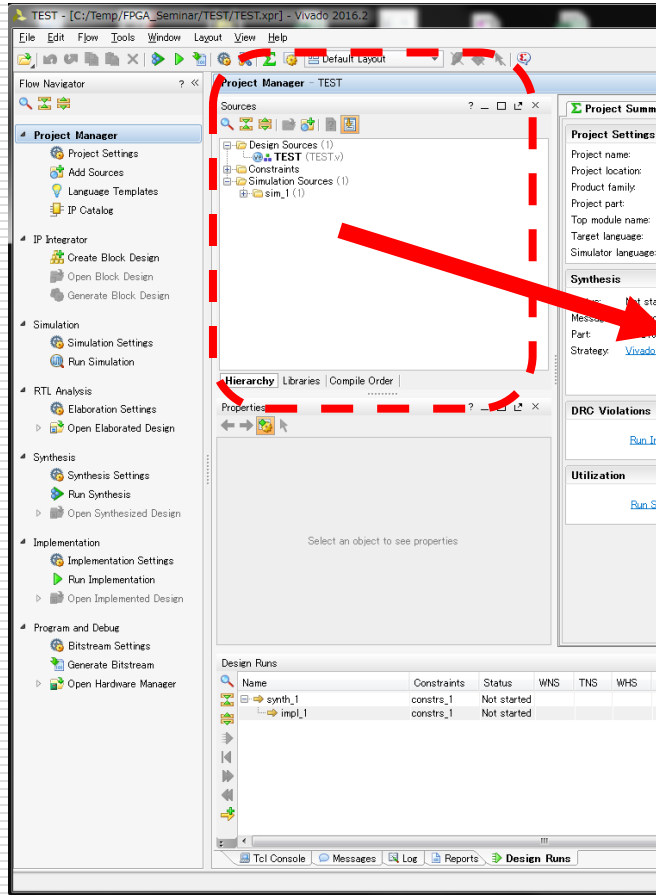 TEST - [C:/Temp/FPGA_Seminar/TEST/TEST.xpr] - Vivado 2016.2
File Edit Flow Tools Window Layout View Help
Default Layout
Flow Navigator
Project Manager
Project Settings
Add Sources
Language Templates
IP Catalog
IP Integrator
Create Block Design
Open Block Design
Generate Block Design
Simulation
Simulation Settings
Run Simulation
RTL Analysis
Elaboration Settings
Open Elaborated Design
Synthesis
Synthesis Settings
Run Synthesis
Open Synthesized Design
Implementation
Implementation Settings
Run Implementation
Open Implemented Design
Program and Debug
Bitstream Settings
Generate Bitstream
Open Hardware Manager
Project Manager - TEST
Sources
Design Sources (1)
TEST (TEST.v)
Constraints
Simulation Sources (1)
sim_1 (1)
Hierarchy Libraries Compile Order
Properties
Select an object to see properties
Σ Project Summ
Project Settings
Project name:
Project location:
Product family:
Project part:
Top module name:
Target language:
Simulator language:
Synthesis
Part:
Strategy: Vivado
DRC Violations
Run Im
Utilization
Run S
Design Runs
Name Constraints Status WNS TNS WHS
synth_1 constrs_1 Not started
impl_1 constrs_1 Not started
Tcl Console Messages Log Reports Design Runs